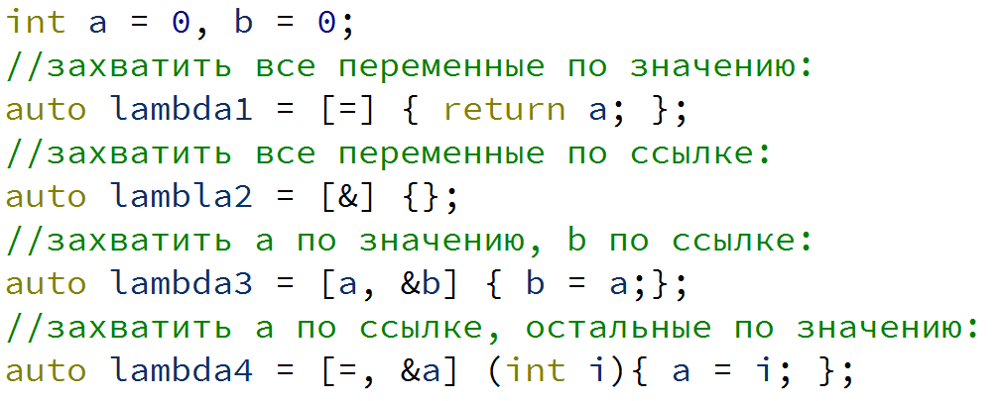 int a = 0, b = 0;
//захватить все переменные по значению:
auto lambda1 = [=] { return a; };
//захватить все переменные по ссылке:
auto lambla2 = [&] {};
//захватить a по значению, b по ссылке:
auto lambda3 = [a, &b] { b = a;};
//захватить a по ссылке, остальные по значению:
auto lambda4 = [=, &a] (int i){ a = i; };